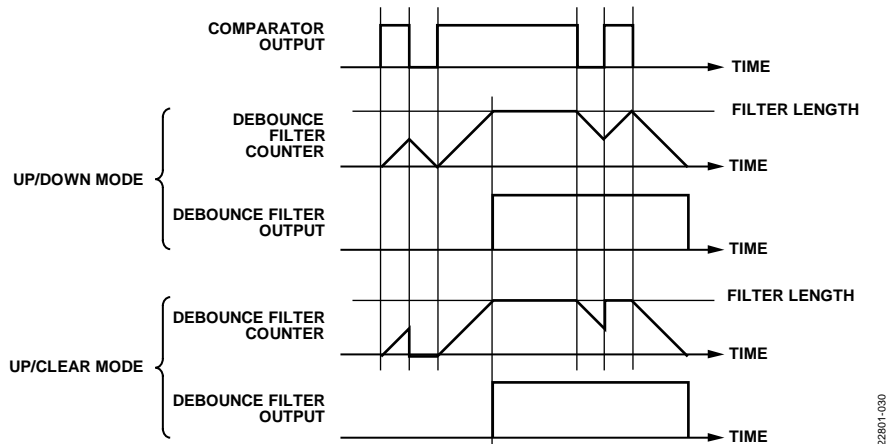 COMPARATOR
OUTPUT
TIME
FILTER LENGTH
DEBOUNCE
FILTER
COUNTER
TIME
UP/DOWN MODE
DEBOUNCE FILTER
OUTPUT
TIME
FILTER LENGTH
DEBOUNCE FILTER
COUNTER
TIME
UP/CLEAR MODE
DEBOUNCE FILTER
OUTPUT
TIME
22801-030